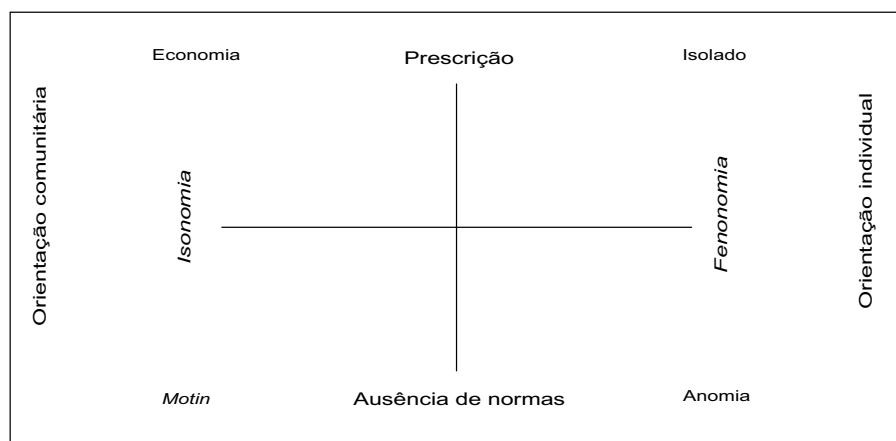 Economia
Prescrição
Isolado
Orientação comunitária
Isonomia
Fenonomia
Orientação individual
Motin
Ausência de normas
Anomia